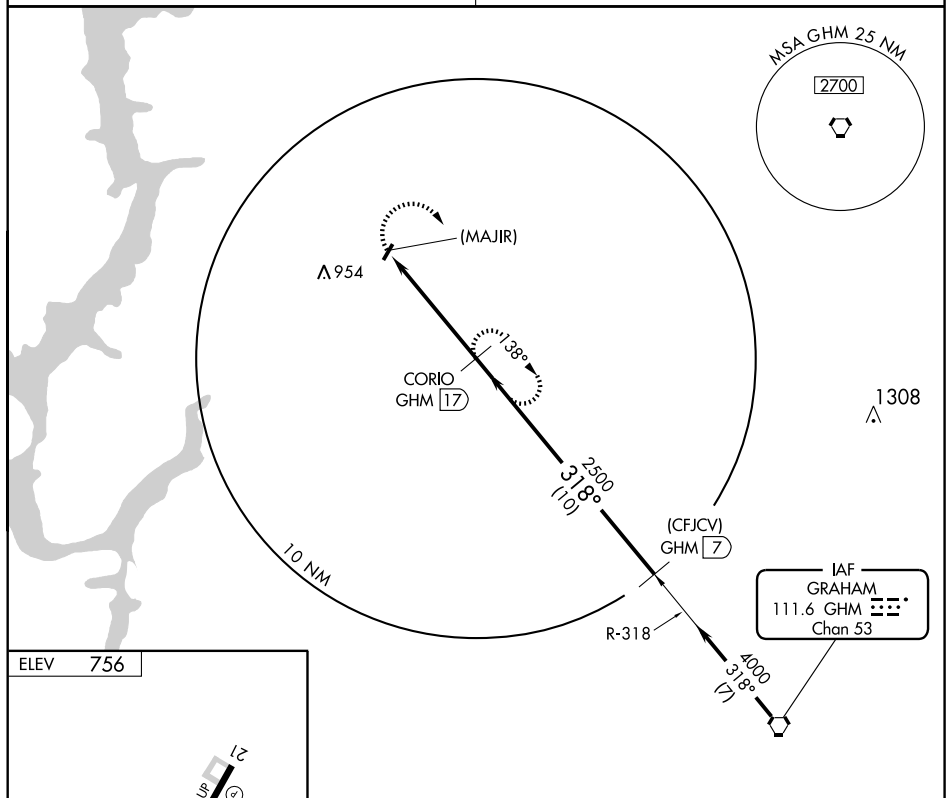 MSA GHM 25 NM
2700
(MAJIR)
954
138°
CORIO
GHM 17
1308
2500
318°
(10)
(CFJCV)
GHM 7
10 NM
IAF
GRAHAM
111.6 GHM
Chan 53
R-318
4000
318°
(7)
ELEV 756
21
UP
P